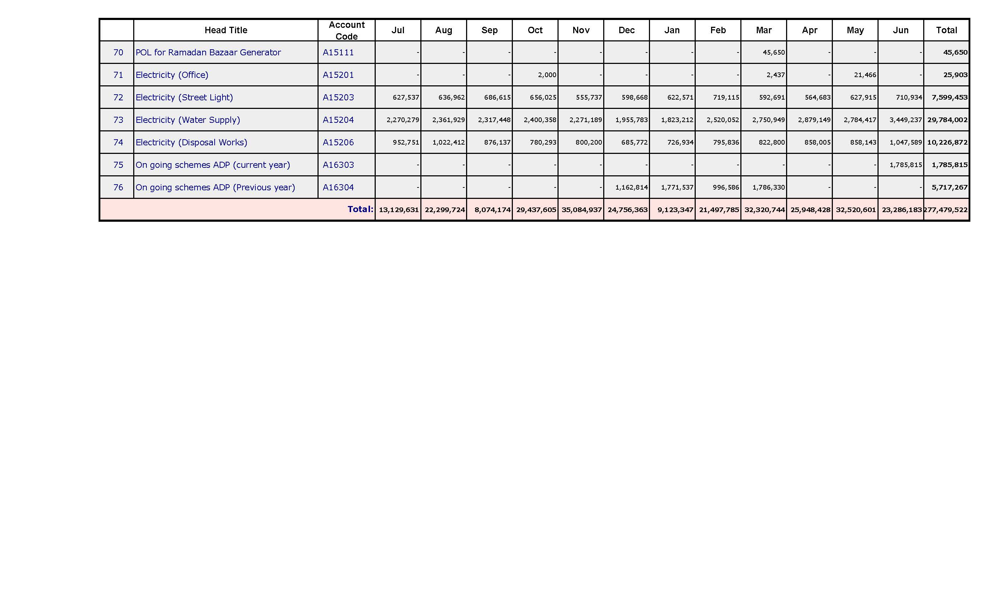 Head Title Account Code Jul Aug Sep Oct Nov Dec Jan Feb Mar Apr May Jun Total
70 POL for Ramadan Bazaar Generator A15111 - - - - - - - - 45,650 - - - 45,650
71 Electricity (Office) A15201 - - - 2,000 - - - - 2,437 - 21,466 - 25,903
72 Electricity (Street Light) A15203 627,537 636,962 686,615 656,025 555,737 598,668 622,571 719,115 592,691 564,683 627,915 710,934 7,599,453
73 Electricity (Water Supply) A15204 2,270,279 2,361,929 2,317,448 2,400,358 2,271,189 1,955,783 1,823,212 2,520,052 2,750,949 2,879,149 2,784,417 3,449,237 29,784,002
74 Electricity (Disposal Works) A15206 952,751 1,022,412 876,137 780,293 800,200 685,772 726,934 795,836 822,800 858,005 858,143 1,047,589 10,226,872
75 On going schemes ADP (current year) A16303 - - - - - - - - - - - 1,785,815 1,785,815
76 On going schemes ADP (Previous year) A16304 - - - - - 1,162,814 1,771,537 996,586 1,786,330 - - - 5,717,267
Total: 13,129,631 22,299,724 8,074,174 29,437,605 35,084,937 24,756,363 9,123,347 21,497,785 32,320,744 25,948,428 32,520,601 23,286,183 277,479,522